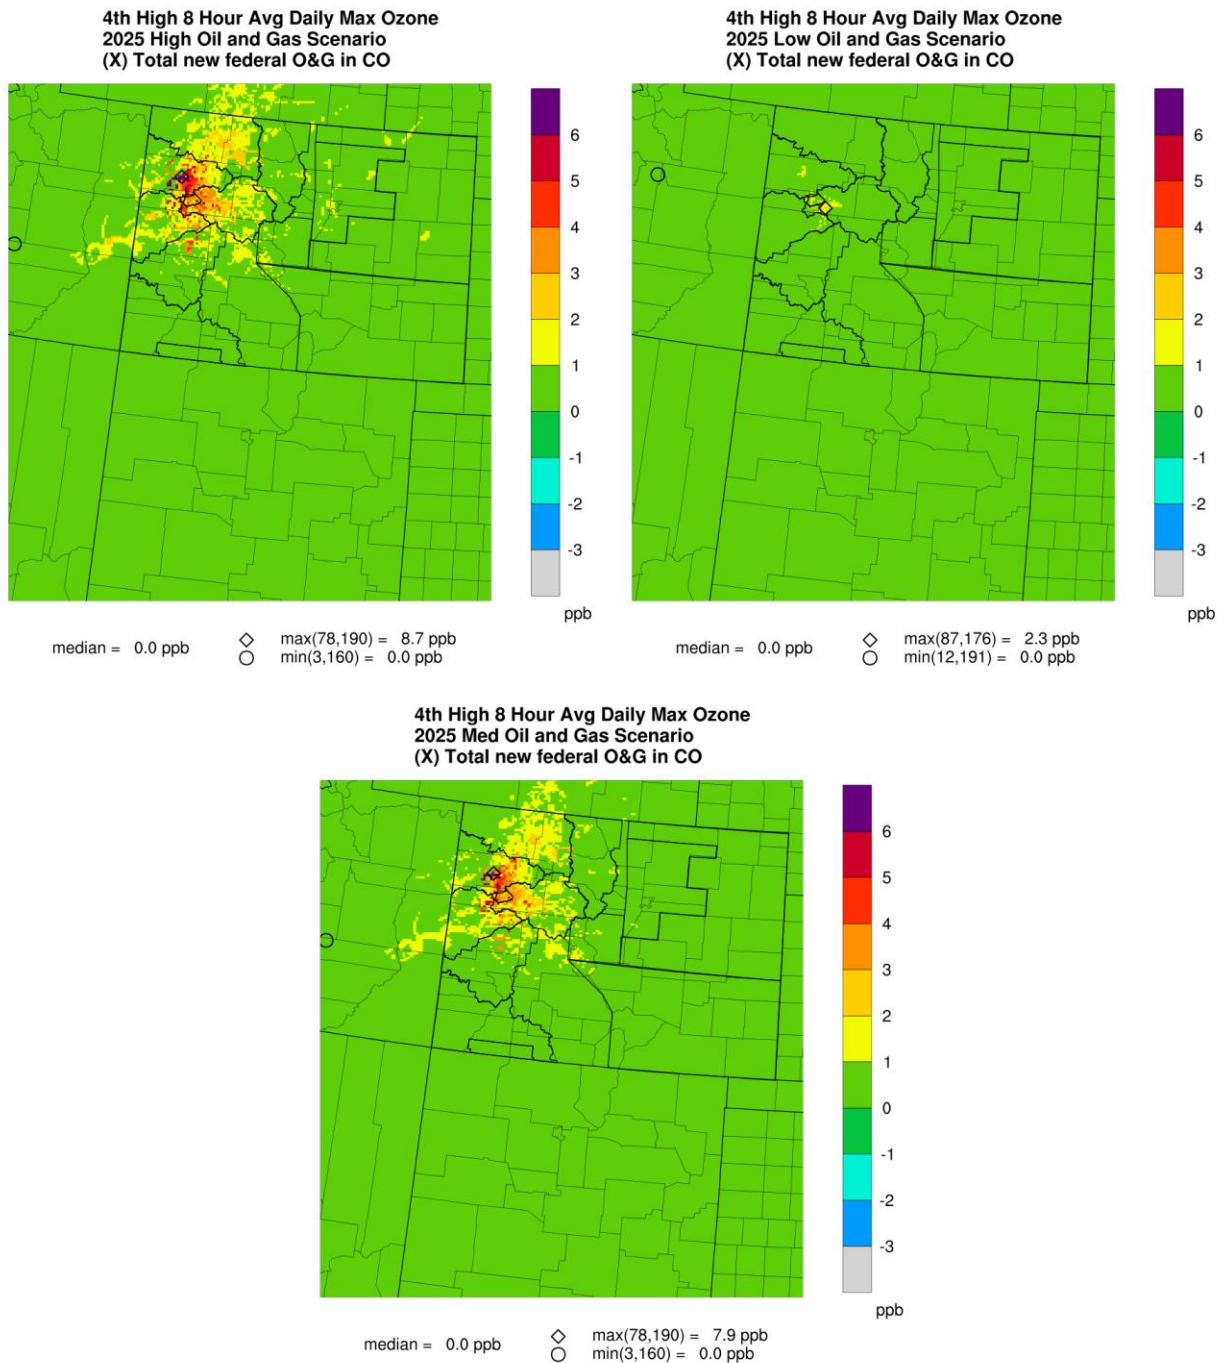 4th High 8 Hour Avg Daily Max Ozone
2025 High Oil and Gas Scenario
(X) Total new federal O&G in CO
6
5
4
3
2
1
0
-1
-2
-3
ppb
median = 0.0 ppb
max(78,190) = 8.7 ppb
min(3,160) = 0.0 ppb
4th High 8 Hour Avg Daily Max Ozone
2025 Low Oil and Gas Scenario
(X) Total new federal O&G in CO
6
5
4
3
2
1
0
-1
-2
-3
ppb
median = 0.0 ppb
max(87,176) = 2.3 ppb
min(12,191) = 0.0 ppb
4th High 8 Hour Avg Daily Max Ozone
2025 Med Oil and Gas Scenario
(X) Total new federal O&G in CO
6
5
4
3
2
1
0
-1
-2
-3
ppb
median = 0.0 ppb
max(78,190) = 7.9 ppb
min(3,160) = 0.0 ppb